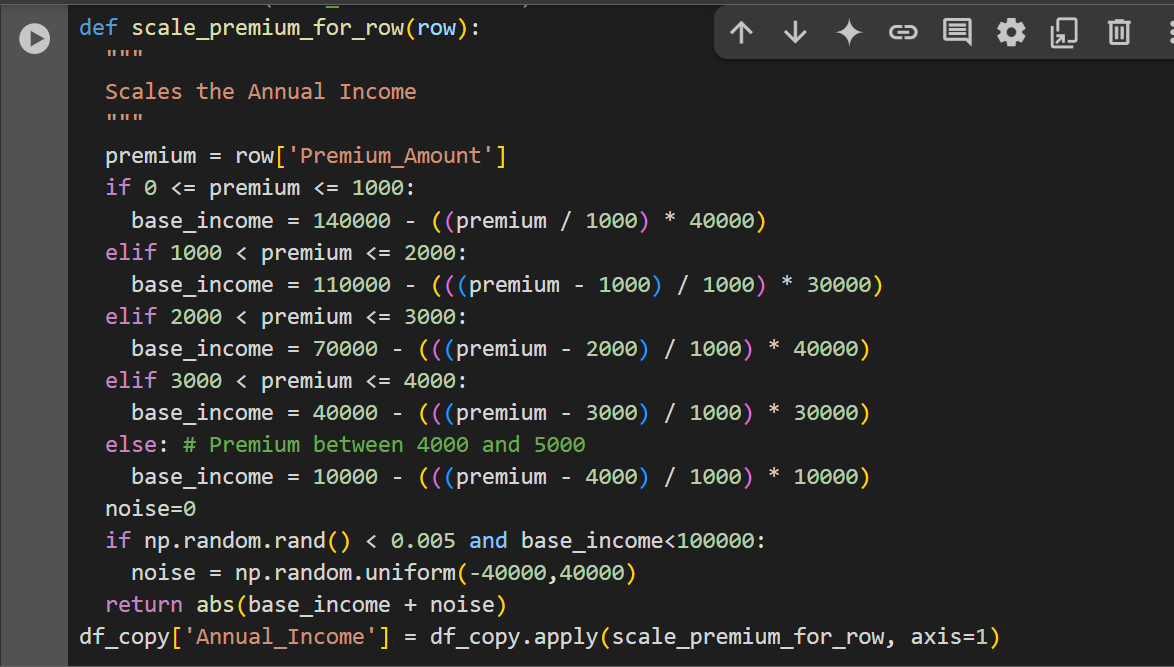 def scale_premium_for_row(row):
  """
  Scales the Annual Income
  """
  premium = row['Premium_Amount']
  if 0 <= premium <= 1000:
    base_income = 140000 - ((premium / 1000) * 40000)
  elif 1000 < premium <= 2000:
    base_income = 110000 - (((premium - 1000) / 1000) * 30000)
  elif 2000 < premium <= 3000:
    base_income = 70000 - (((premium - 2000) / 1000) * 40000)
  elif 3000 < premium <= 4000:
    base_income = 40000 - (((premium - 3000) / 1000) * 30000)
  else: # Premium between 4000 and 5000
    base_income = 10000 - (((premium - 4000) / 1000) * 10000)
  noise=0
  if np.random.rand() < 0.005 and base_income<100000:
    noise = np.random.uniform(-40000,40000)
  return abs(base_income + noise)
df_copy['Annual_Income'] = df_copy.apply(scale_premium_for_row, axis=1)